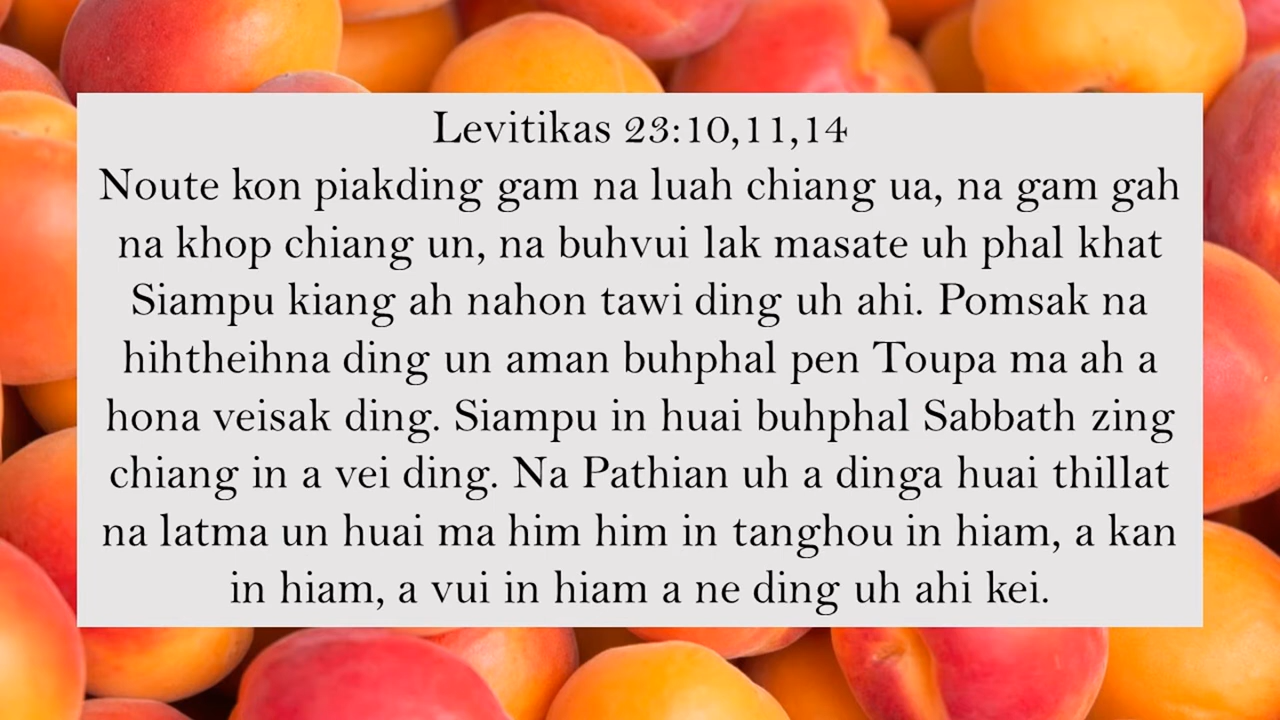 Levitikas 23:10,11,14
Noute kon piakding gam na luah chiang ua, na gam gah
na khop chiang un, na buhvui lak masate uh phal khat
Siampu kiang ah nahon tawi ding uh ahi. Pomsak na
hihtheihna ding un aman buhphal pen Toupa ma ah a
hona veisak ding. Siampu in huai buhphal Sabbath zing
chiang in a vei ding. Na Pathian uh a dinga huai thillat
na latma un huai ma him him in tanghou in hiam, a kan
in hiam, a vui in hiam a ne ding uh ahi kei.